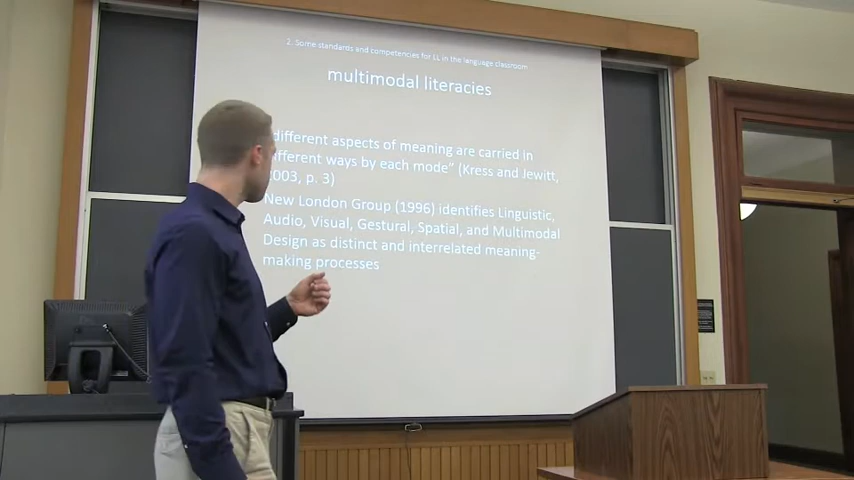 2. Some standards and competencies for LL in the language classroom
multimodal literacies
different aspects of meaning are carried in
different ways by each mode" (Kress and Jewitt,
2003, p. 3)
New London Group (1996) identifies Linguistic,
Audio, Visual, Gestural, Spatial, and Multimodal
Design as distinct and interrelated meaning-
making processes